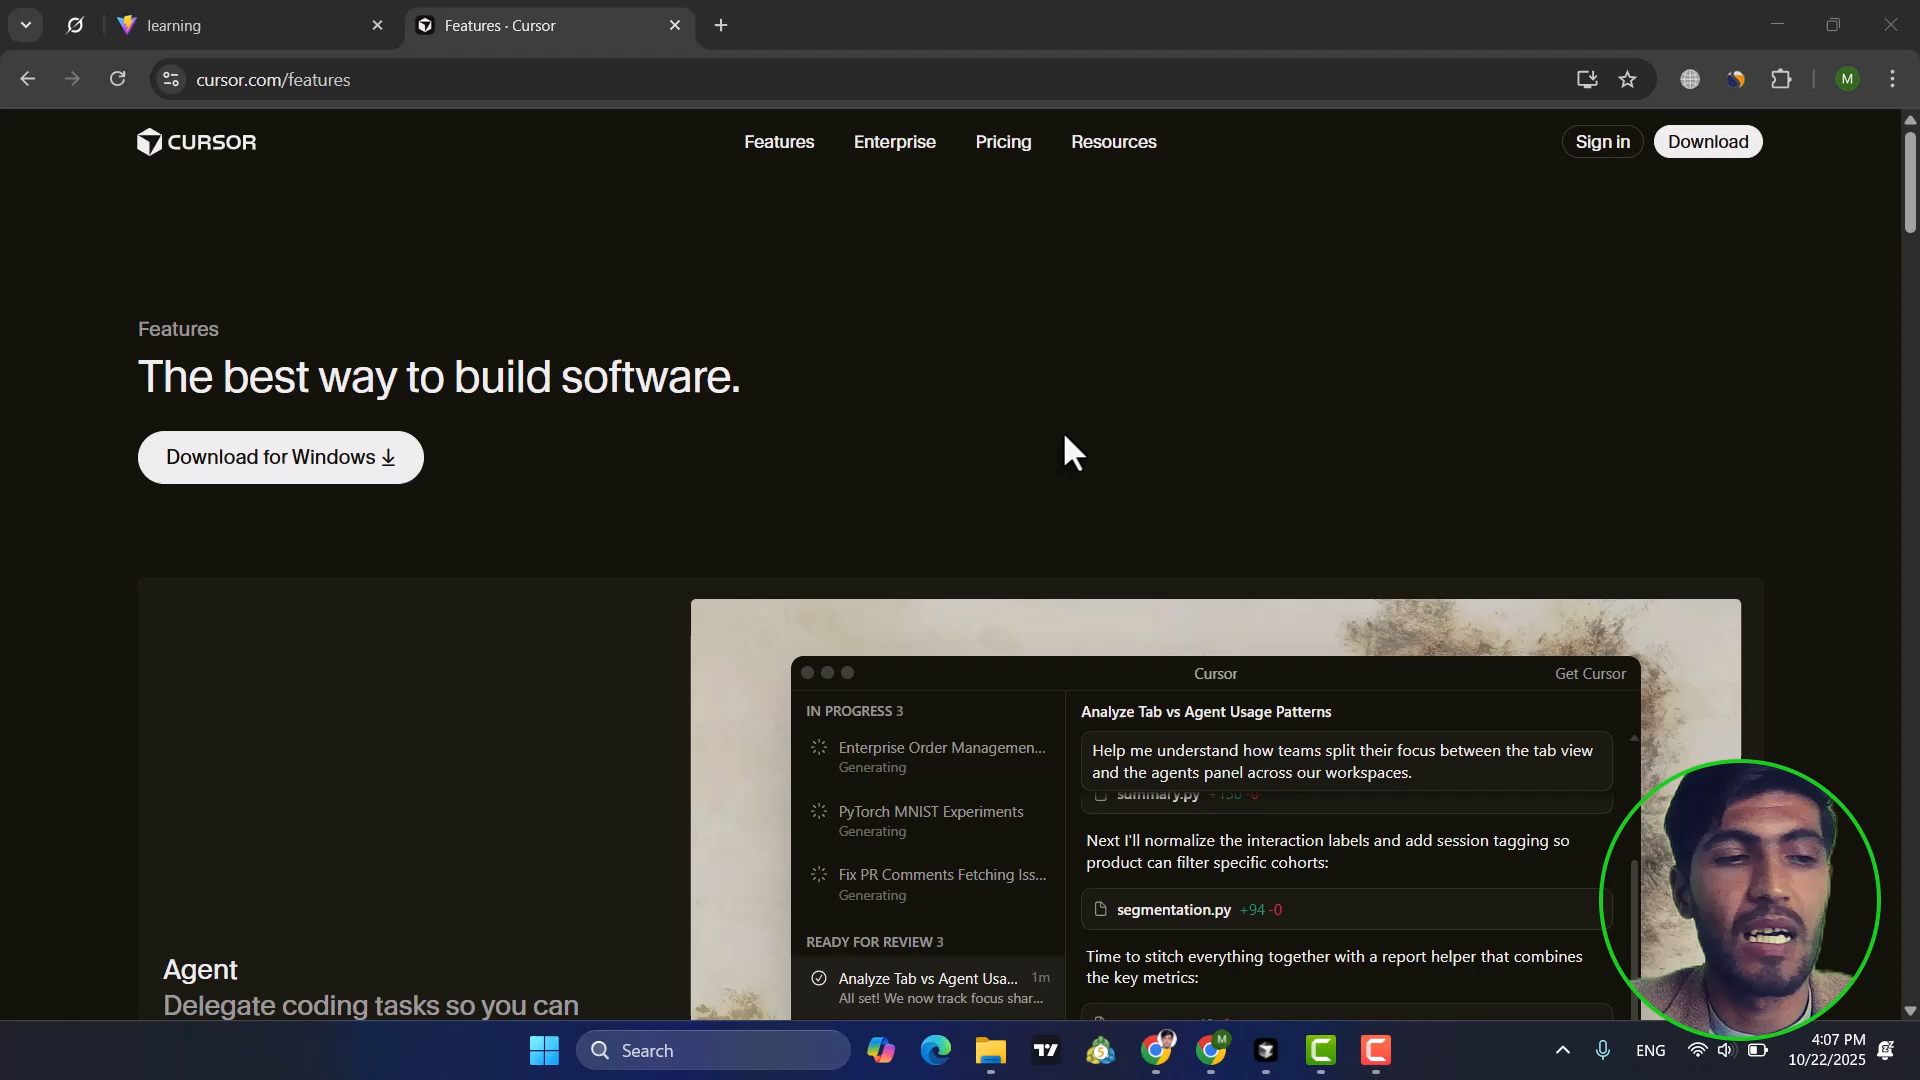 learning
Features · Cursor
cursor.com/features
M
CURSOR
Features
Enterprise
Pricing
Resources
Sign in
Download
Features
The best way to build software.
Download for Windows
Cursor
Get Cursor
IN PROGRESS 3
Enterprise Order Managemen...
Generating
PyTorch MNIST Experiments
Generating
Fix PR Comments Fetching Iss...
Generating
READY FOR REVIEW 3
Analyze Tab vs Agent Usa... 1m
All set! We now track focus shar...
Analyze Tab vs Agent Usage Patterns
Help me understand how teams split their focus between the tab view
and the agents panel across our workspaces.
summary.py
Next I'll normalize the interaction labels and add session tagging so
product can filter specific cohorts:
segmentation.py +94 -0
Time to stitch everything together with a report helper that combines
the key metrics:
Agent
Delegate coding tasks so you can
Search
M
ENG
4:07 PM
10/22/2025